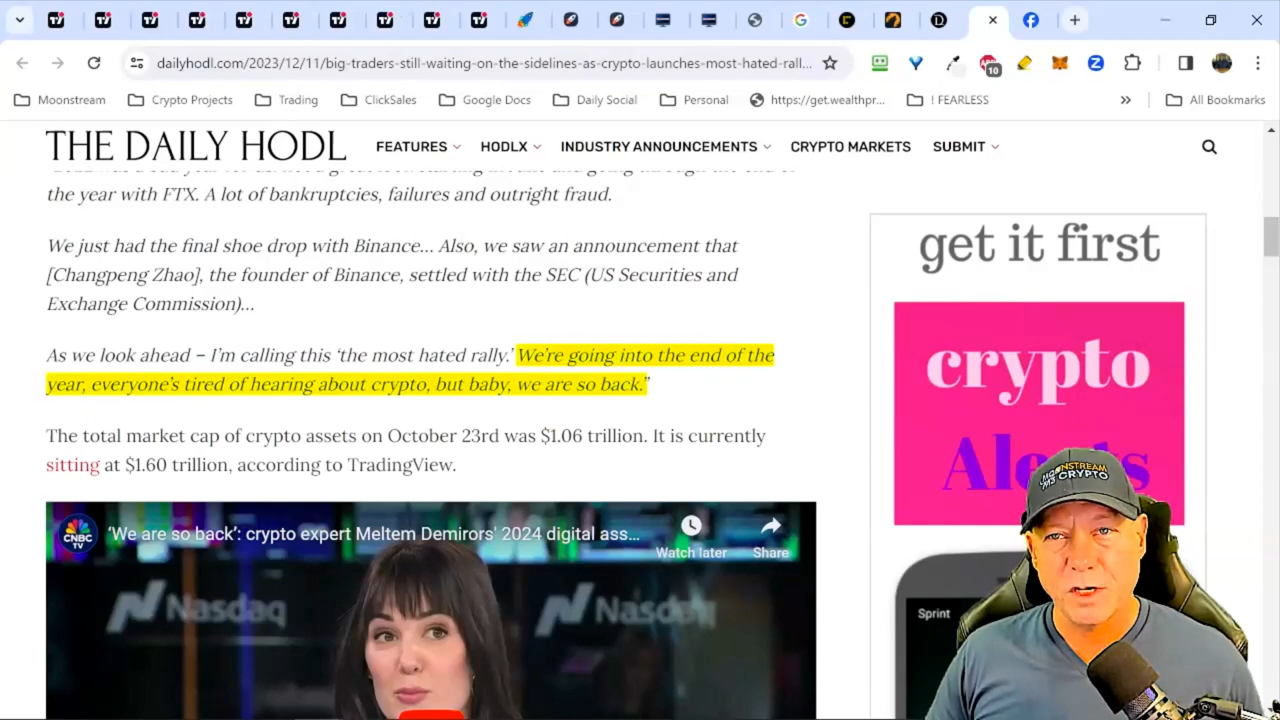 10
dailyhodl.com/2023/12/11/big-traders-still-waiting-on-the-sidelines-as-crypto-launches-most-hated-rall...
Moonstream
Crypto Projects
Trading
ClickSales
Google Docs
Daily Social
Personal
https://get.wealthpr...
! FEARLESS
»
All Bookmarks
THE DAILY HODL
FEATURES
HODLX
INDUSTRY ANNOUNCEMENTS
CRYPTO MARKETS
SUBMIT
the year with FTX. A lot of bankruptcies, failures and outright fraud.
We just had the final shoe drop with Binance… Also, we saw an announcement that
[Changpeng Zhao], the founder of Binance, settled with the SEC (US Securities and
Exchange Commission)…
As we look ahead – I’m calling this ‘the most hated rally.’ We’re going into the end of the
year, everyone’s tired of hearing about crypto, but baby, we are so back.”
The total market cap of crypto assets on October 23rd was $1.06 trillion. It is currently
sitting at $1.60 trillion, according to TradingView.
get it first
crypto
CNBC
TV
‘We are so back’: crypto expert Meltem Demirors' 2024 digital ass...
Watch later
Share
Nasdaq
Nasdaq
MOONSTREAM
CRYPTO
Sprint